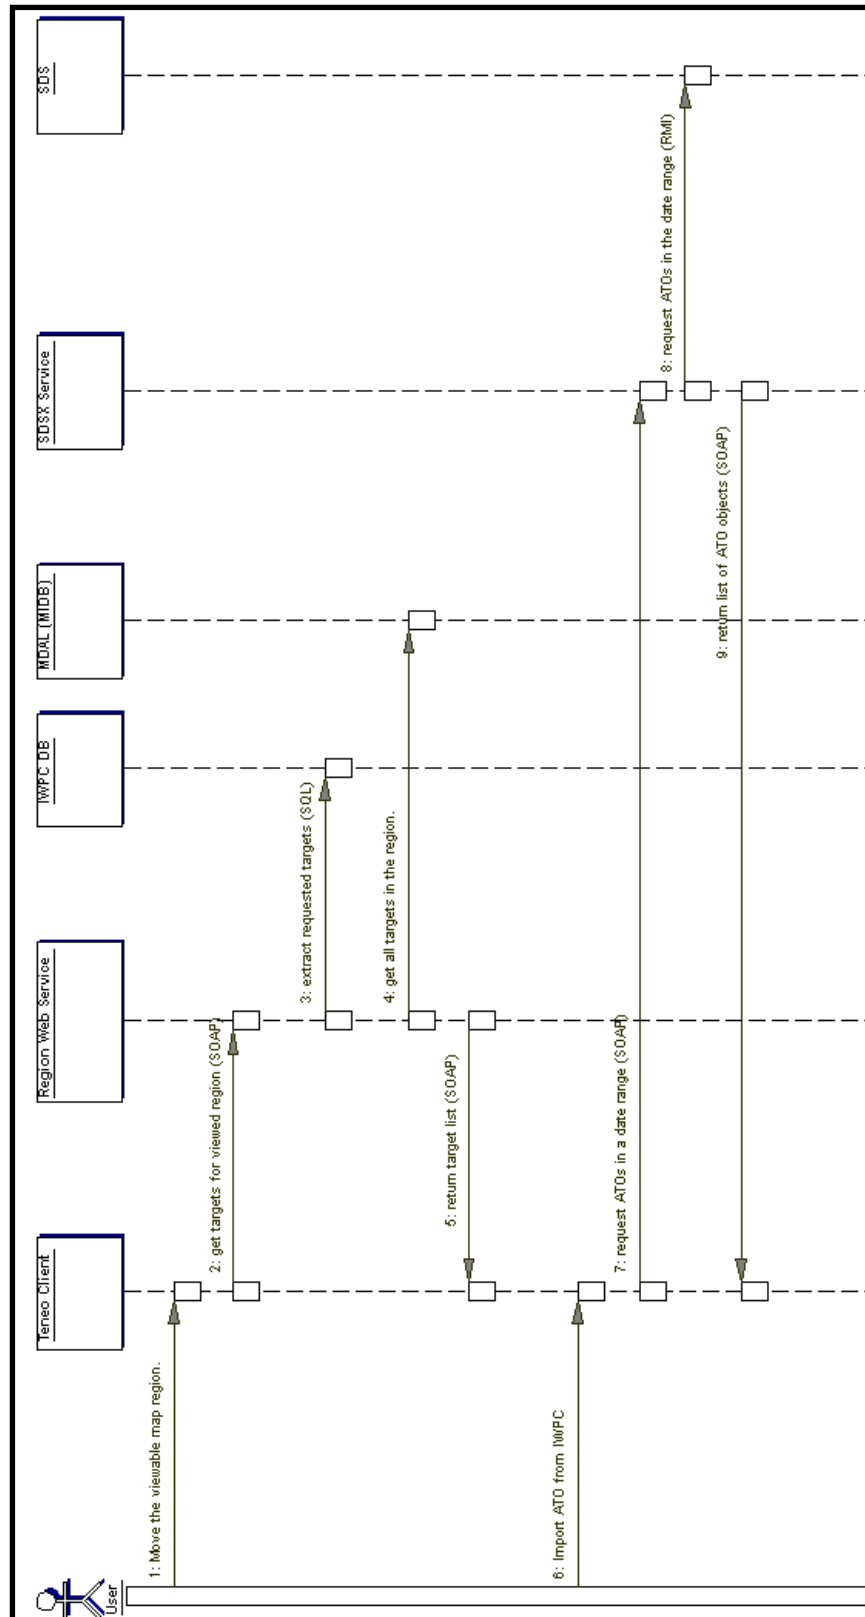 User
Teneo Client
Region Web Service
IWPC DB
MDAL (MIDB)
SDSX Service
SDS
1: Move the viewable map region.
2: get targets for viewed region (SOAP)
3: extract requested targets (SQL)
4: get all targets in the region.
5: return target list (SOAP)
6: Import ATO from IWPC
7: request ATOs in a date range (SOAP)
8: request ATOs in the date range (RMI)
9: return list of ATO objects (SOAP)